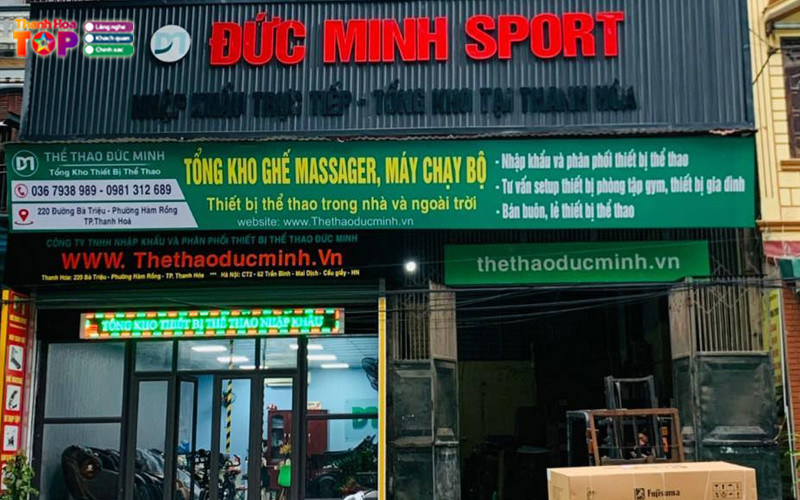 Thanh Hóa
TOP
Lắng nghe
Khách quan
Chính xác
ĐỨC MINH SPORT
NHẬP KHẨU TRỰC TIẾP - TỔNG KHO TẠI THANH HÓA
THỂ THAO ĐỨC MINH
Tổng Kho Thiết Bị Thể Thao
036 7938 989 - 0981 312 689
220 Đường Bà Triệu - Phường Hàm Rồng
TP.Thanh Hoá
TỔNG KHO GHẾ MASSAGER, MÁY CHẠY BỘ
Thiết bị thể thao trong nhà và ngoài trời
website: www.Thethaoducminh.vn
- Nhập khẩu và phân phối thiết bị thể thao
- Tư vấn setup thiết bị phòng tập gym, thiết bị gia đình
- Bán buôn, lẻ thiết bị thể thao
CÔNG TY TNHH NHẬP KHẨU VÀ PHÂN PHỐI THIẾT BỊ THỂ THAO ĐỨC MINH
WWW. Thethaoducminh.Vn
Thanh Hóa: 220 Bà Triệu - Phường Hàm Rồng - TP. Thanh Hóa *** Hà Nội: CT2 - 62 Trần Bình - Mai Dịch - Cầu giấy - HN
thethaoducminh.vn
TỔNG KHO THIẾT BỊ THỂ THAO NHẬP KHẨU
Fujisama